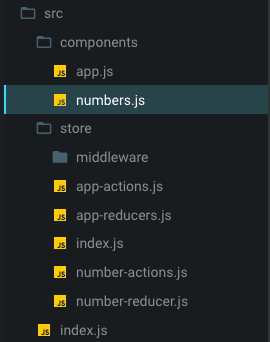 src
components
JS app.js
JS numbers.js
store
middleware
JS app-actions.js
JS app-reducers.js
JS index.js
JS number-actions.js
JS number-reducer.js
JS index.js